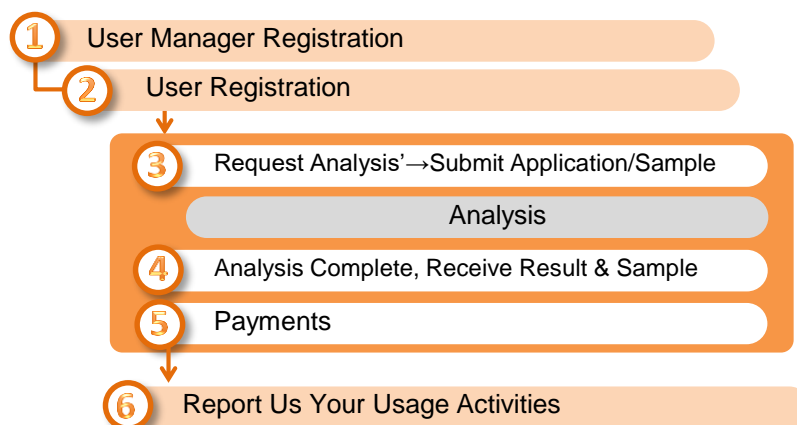 1 User Manager Registration
2 User Registration
3 Request Analysis’→Submit Application/Sample
Analysis
4 Analysis Complete, Receive Result & Sample
5 Payments
6 Report Us Your Usage Activities